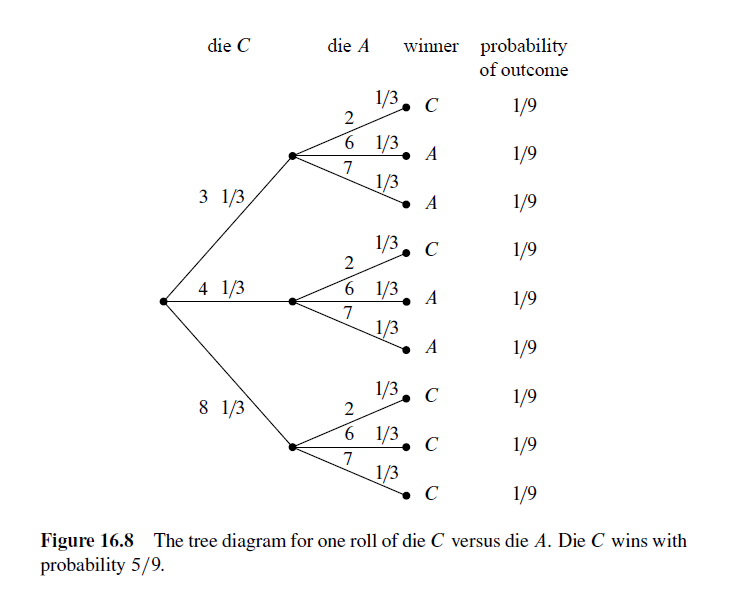 die C die A winner probability
of outcome
1/3 C 1/9
2
6 1/3 A 1/9
7
1/3
A 1/9
3 1/3
1/3 C 1/9
2
4 1/3 6 1/3 A 1/9
7
1/3
A 1/9
1/3 C 1/9
8 1/3 2
6 1/3 C 1/9
7
1/3
C 1/9
Figure 16.8 The tree diagram for one roll of die C versus die A. Die C wins with
probability 5/9.